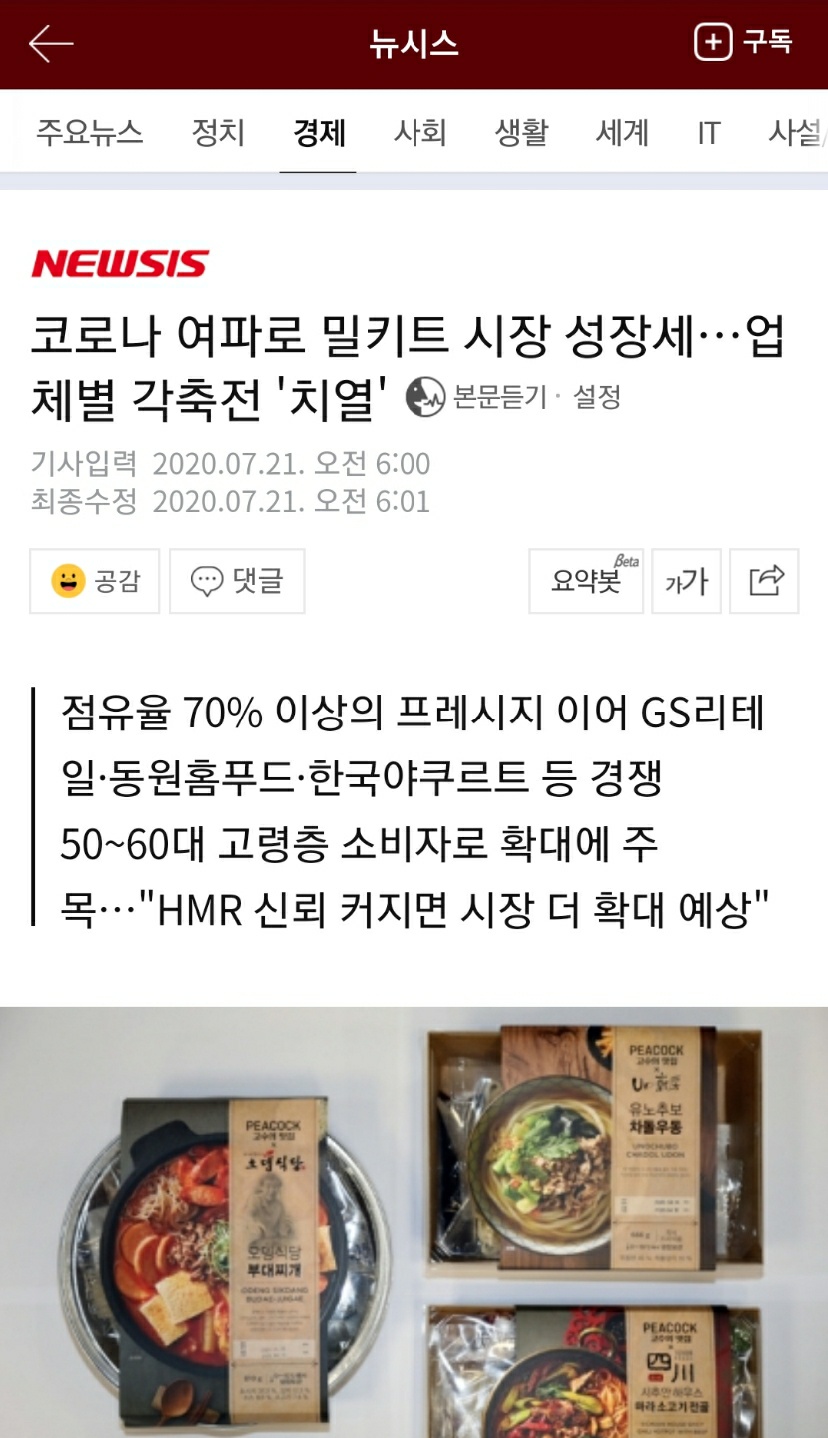 뉴시스
구독
주요뉴스 정치 경제 사회 생활 세계 IT 사설/
NEWSIS
코로나 여파로 밀키트 시장 성장세…업
체별 각축전 '치열' 본문듣기 · 설정
기사입력 2020.07.21. 오전 6:00
최종수정 2020.07.21. 오전 6:01
공감 댓글 요약봇 Beta 가가
점유율 70% 이상의 프레시지 이어 GS리테
일·동원홈푸드·한국야쿠르트 등 경쟁
50~60대 고령층 소비자로 확대에 주
목…"HMR 신뢰 커지면 시장 더 확대 예상"
PEACOCK
고수의 맛집
×
오뎅식당
오뎅식당
부대찌개
ODENG SIKDANG
BUDAE-JJIGAE
PEACOCK
고수의 맛집
×
유노추보
차돌우동
UNOCHUBO
CHADOL UDON
PEACOCK
고수의 맛집
×
四川
시추안 하우스
마라 소고기 전골